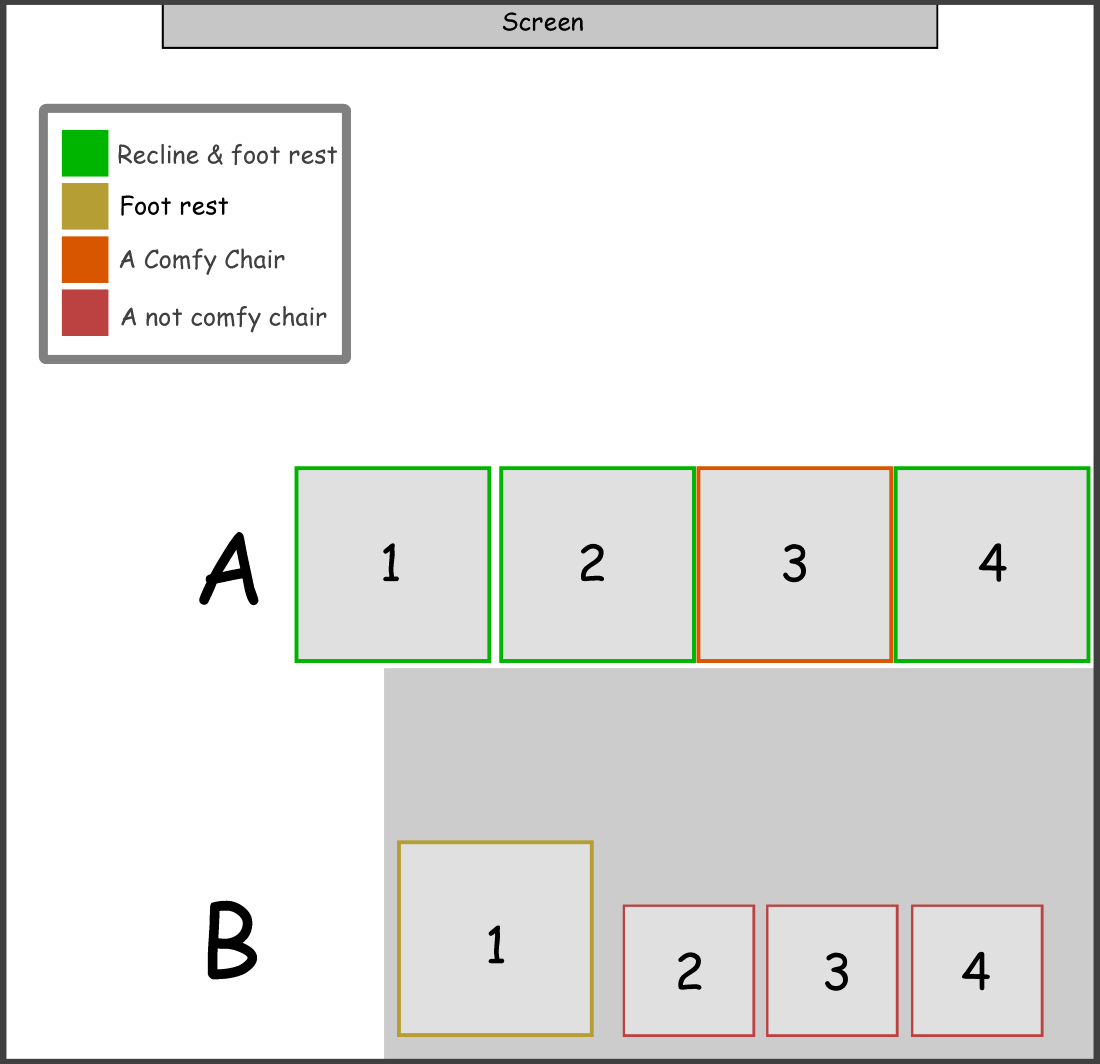 Screen
Recline & foot rest
Foot rest
A Comfy Chair
A not comfy chair
A 1 2 3 4
B 1 2 3 4